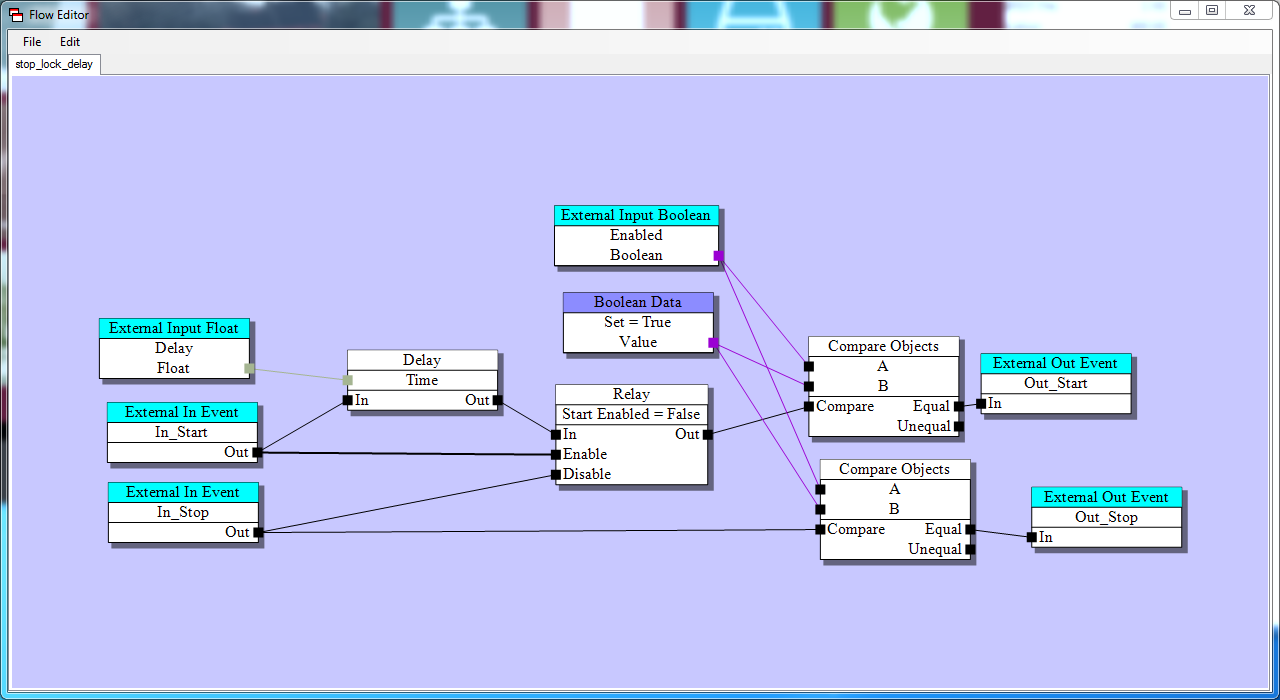 Flow Editor
File Edit
stop_lock_delay
External Input Boolean
Enabled
Boolean
Boolean Data
Set = True
Value
External Input Float
Delay
Float
Delay
Time
In Out
External In Event
In_Start
Out
External In Event
In_Stop
Out
Relay
Start Enabled = False
In Out
Enable
Disable
Compare Objects
A
B
Compare Equal
Unequal
External Out Event
Out_Start
In
Compare Objects
A
B
Compare Equal
Unequal
External Out Event
Out_Stop
In